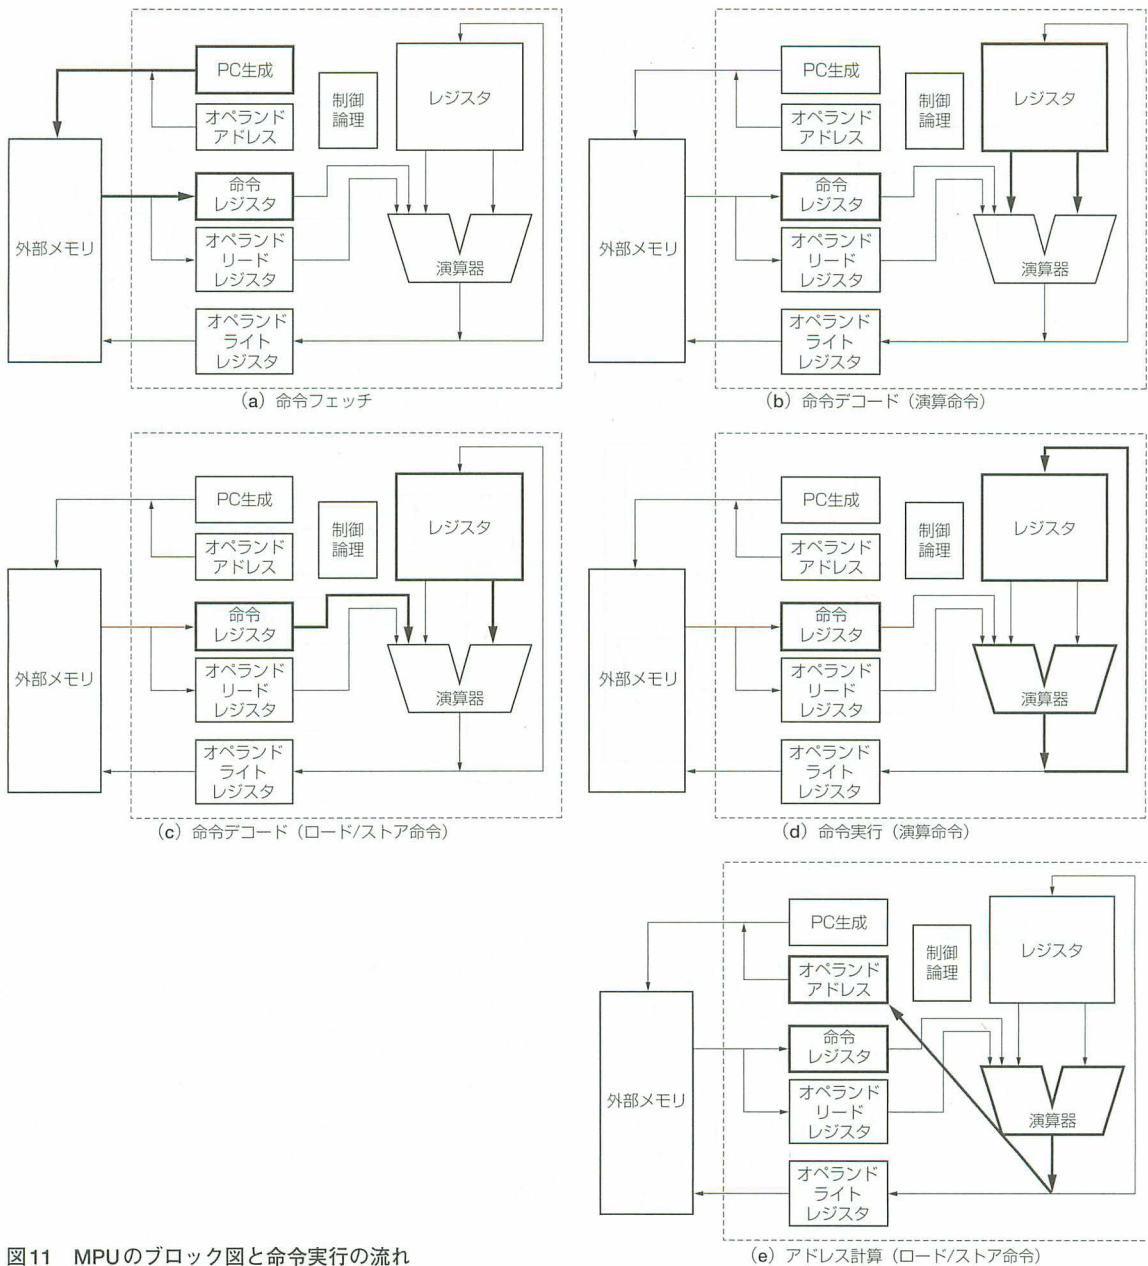 PC生成
オペランド
アドレス
制御
論理
レジスタ
外部メモリ
命令
レジスタ
オペランド
リード
レジスタ
演算器
オペランド
ライト
レジスタ
(a) 命令フェッチ
PC生成
オペランド
アドレス
制御
論理
レジスタ
外部メモリ
命令
レジスタ
オペランド
リード
レジスタ
演算器
オペランド
ライト
レジスタ
(b) 命令デコード（演算命令）
PC生成
オペランド
アドレス
制御
論理
レジスタ
外部メモリ
命令
レジスタ
オペランド
リード
レジスタ
演算器
オペランド
ライト
レジスタ
(c) 命令デコード（ロード/ストア命令）
PC生成
オペランド
アドレス
制御
論理
レジスタ
外部メモリ
命令
レジスタ
オペランド
リード
レジスタ
演算器
オペランド
ライト
レジスタ
(d) 命令実行（演算命令）
PC生成
オペランド
アドレス
制御
論理
レジスタ
外部メモリ
命令
レジスタ
オペランド
リード
レジスタ
演算器
オペランド
ライト
レジスタ
(e) アドレス計算（ロード/ストア命令）
図11 MPUのブロック図と命令実行の流れ